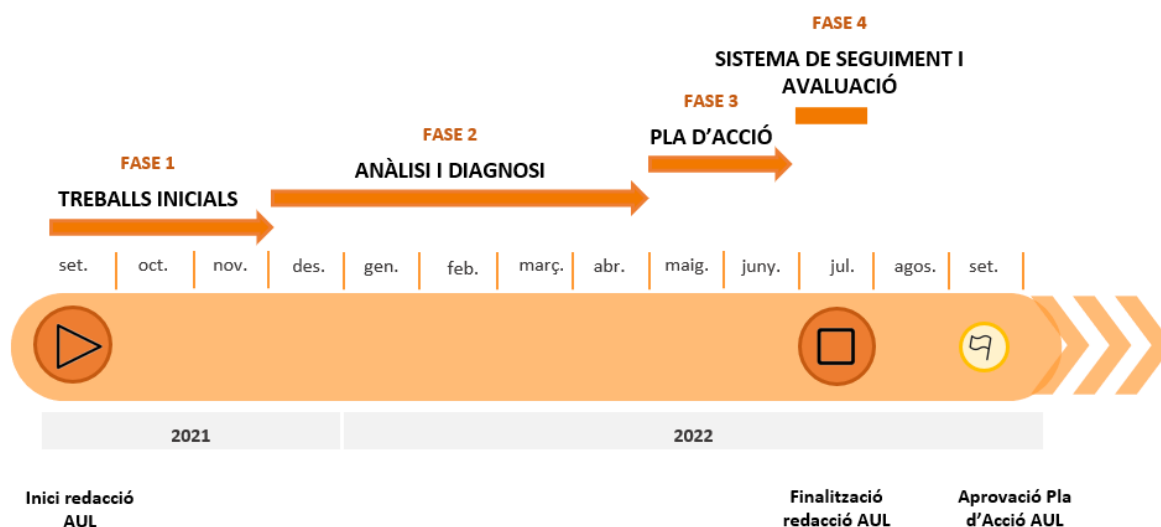 FASE 4
SISTEMA DE SEGUIMENT I
AVALUACIÓ
FASE 3
PLA D'ACCIÓ
FASE 2
ANÀLISI I DIAGNOSI
FASE 1
TREBALLS INICIALS
set. oct. nov. des. gen. feb. març. abr. maig. juny. jul. agos. set.
2021 2022
Inici redacció
AUL
Finalització
redacció AUL
Aprovació Pla
d'Acció AUL